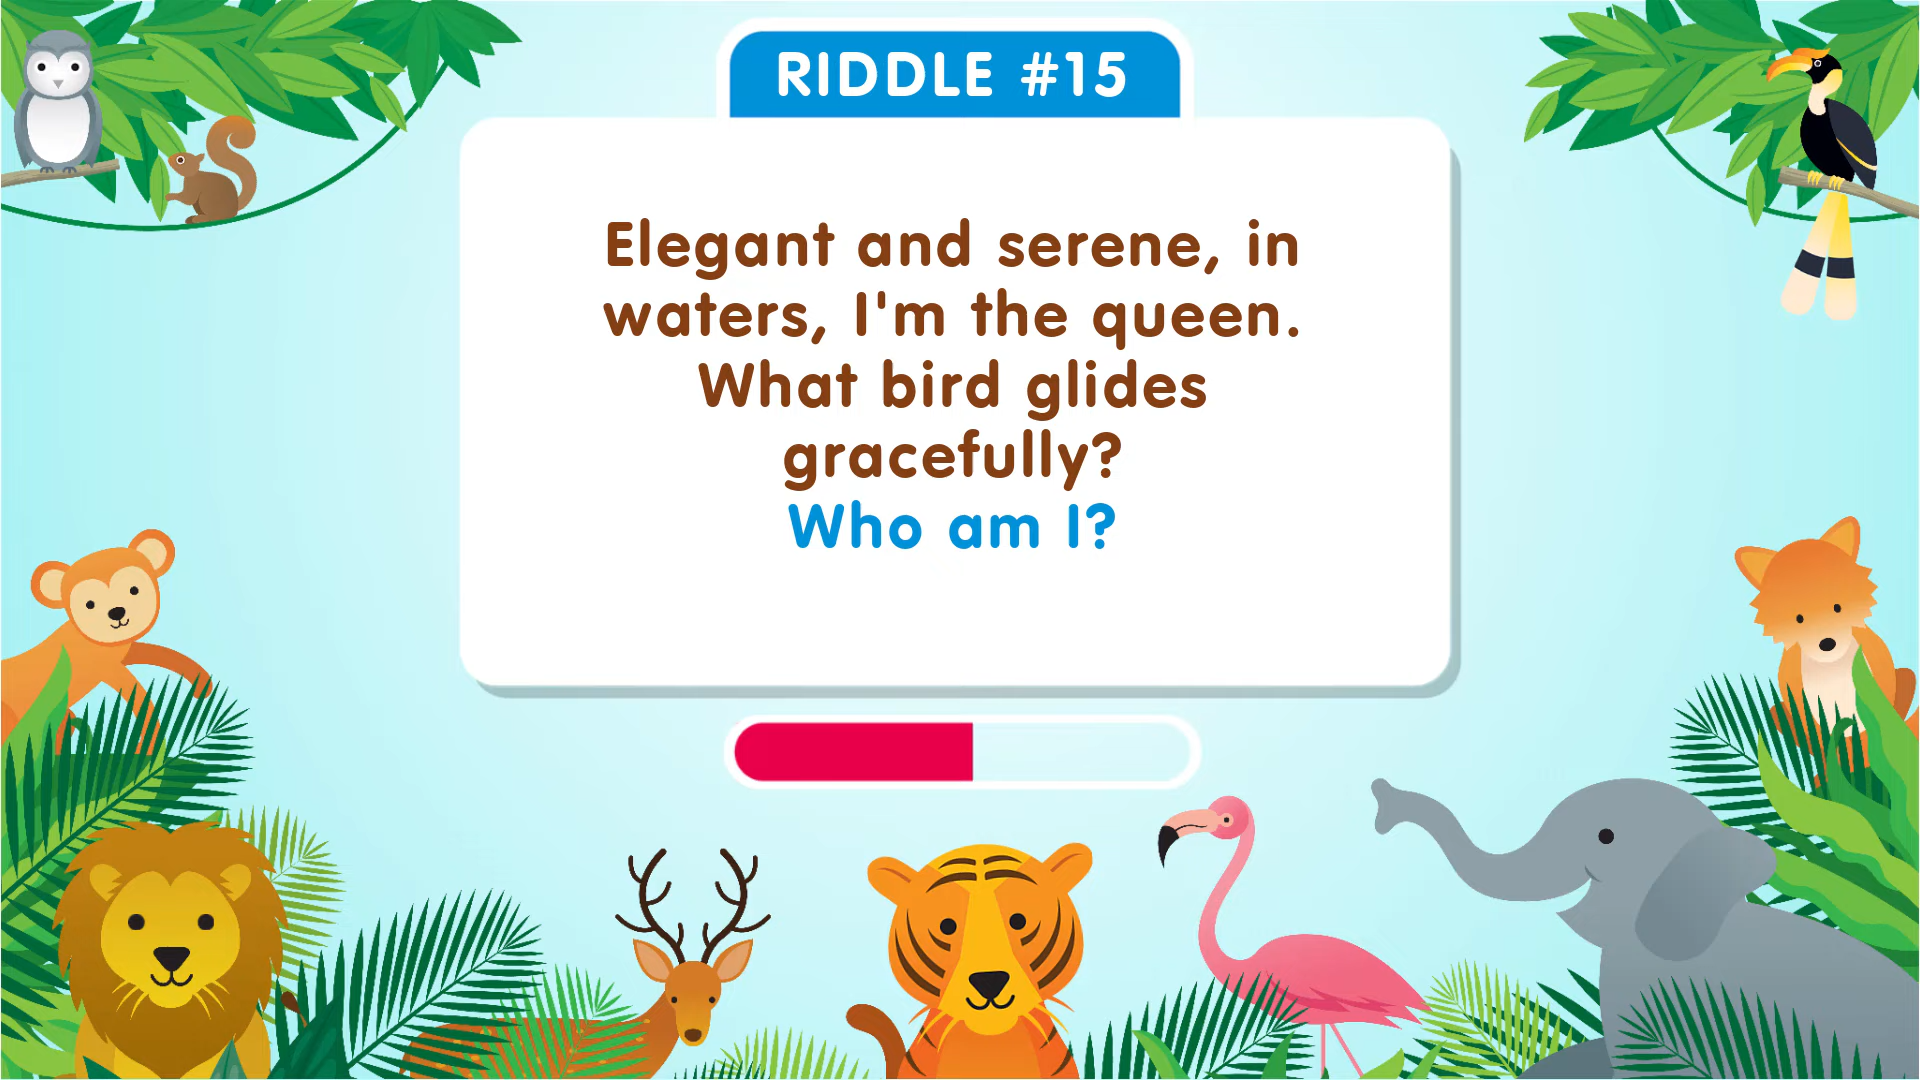 RIDDLE #15
Elegant and serene, in
waters, I'm the queen.
What bird glides
gracefully?
Who am I?